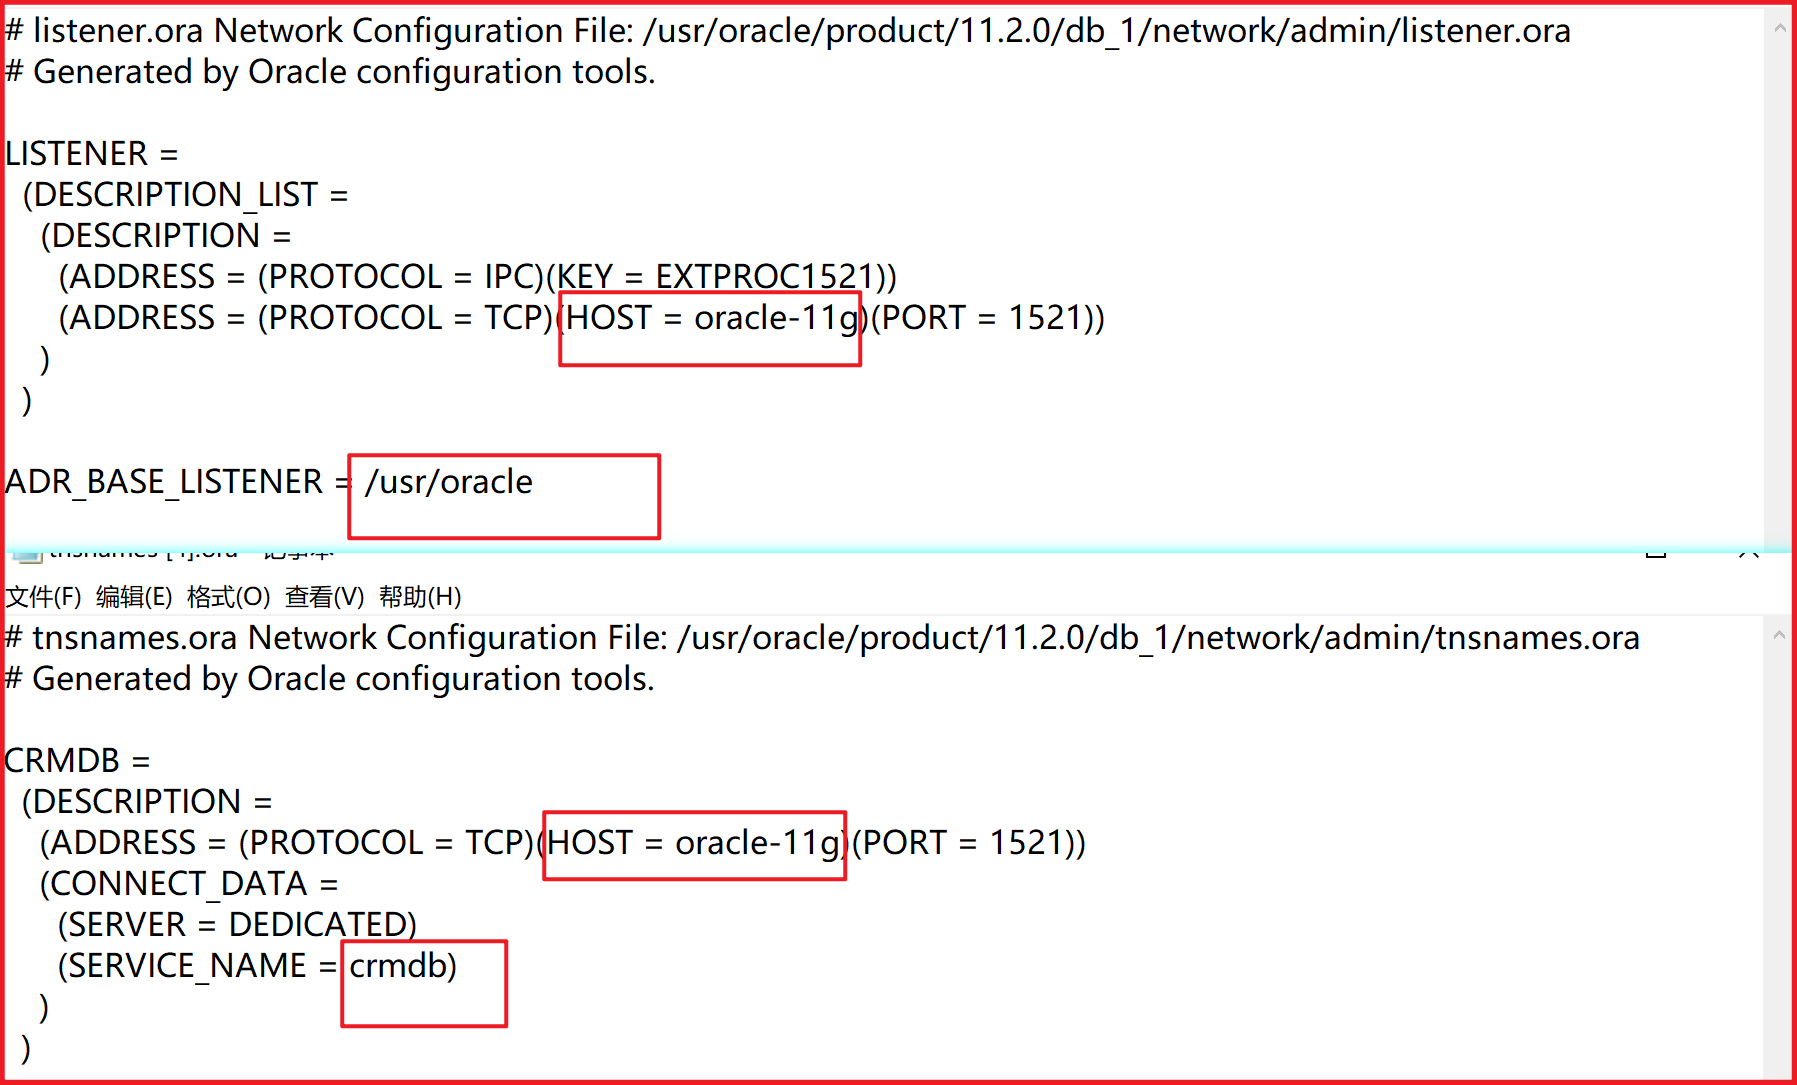 # listener.ora Network Configuration File: /usr/oracle/product/11.2.0/db_1/network/admin/listener.ora
# Generated by Oracle configuration tools.
LISTENER =
(DESCRIPTION_LIST =
(DESCRIPTION =
(ADDRESS = (PROTOCOL = IPC)(KEY = EXTPROC1521))
(ADDRESS = (PROTOCOL = TCP)(HOST = oracle-11g)(PORT = 1521))
)
)
ADR_BASE_LISTENER = /usr/oracle
文件(F) 编辑(E) 格式(O) 查看(V) 帮助(H)
# tnsnames.ora Network Configuration File: /usr/oracle/product/11.2.0/db_1/network/admin/tnsnames.ora
# Generated by Oracle configuration tools.
CRMDB =
(DESCRIPTION =
(ADDRESS = (PROTOCOL = TCP)(HOST = oracle-11g)(PORT = 1521))
(CONNECT_DATA =
(SERVER = DEDICATED)
(SERVICE_NAME = crmdb)
)
)